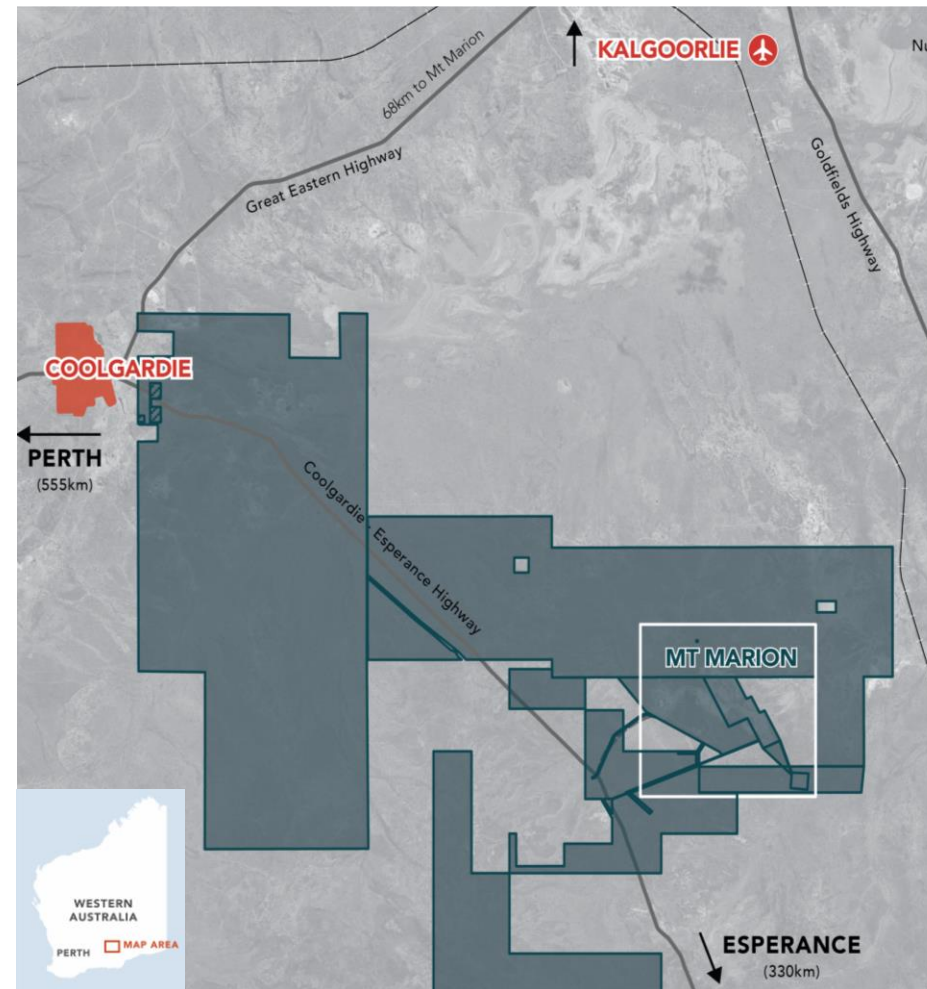 KALGOORLIE
68km to Mt Marion
Great Eastern Highway
Goldfields Highway
COOLGARDIE
PERTH
(555km)
Coolgardie - Esperance Highway
MT MARION
WESTERN
AUSTRALIA
PERTH
MAP AREA
ESPERANCE
(330km)